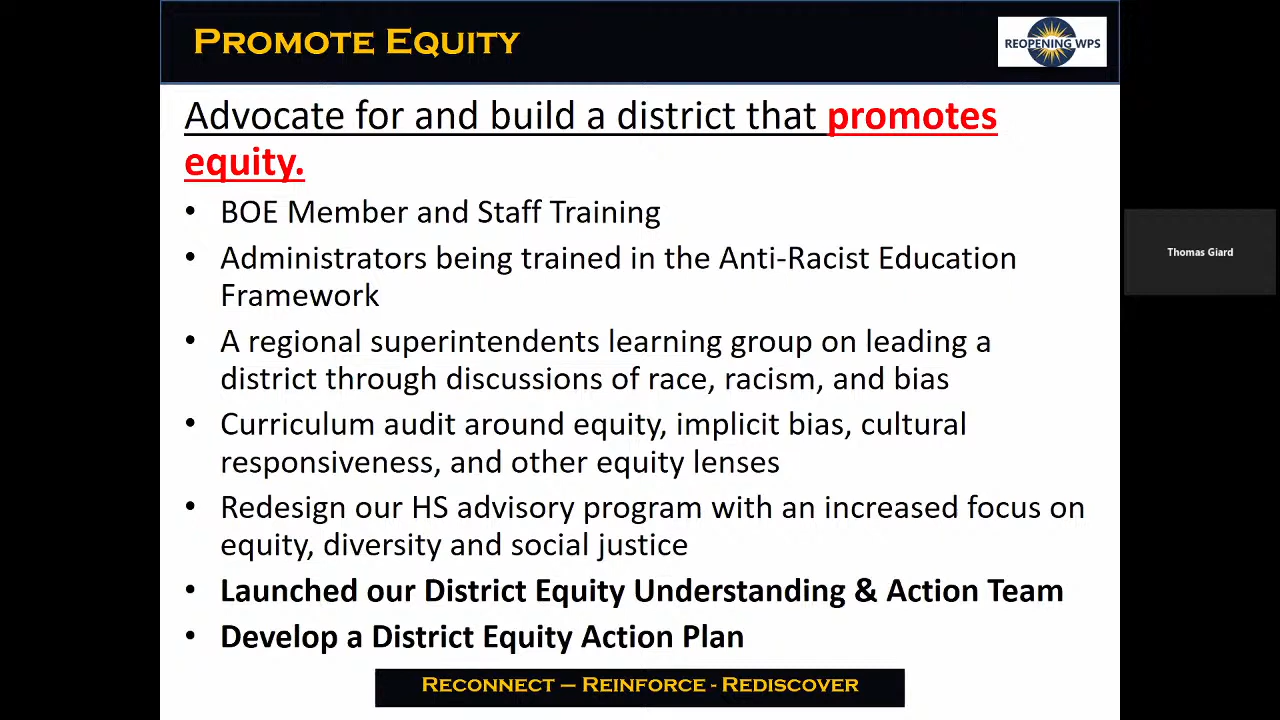 PROMOTE EQUITY
REOPENING WPS
Advocate for and build a district that promotes
equity.
• BOE Member and Staff Training
• Administrators being trained in the Anti-Racist Education
Framework
• A regional superintendents learning group on leading a
district through discussions of race, racism, and bias
• Curriculum audit around equity, implicit bias, cultural
responsiveness, and other equity lenses
• Redesign our HS advisory program with an increased focus on
equity, diversity and social justice
• Launched our District Equity Understanding & Action Team
• Develop a District Equity Action Plan
RECONNECT – REINFORCE - REDISCOVER
Thomas Giard